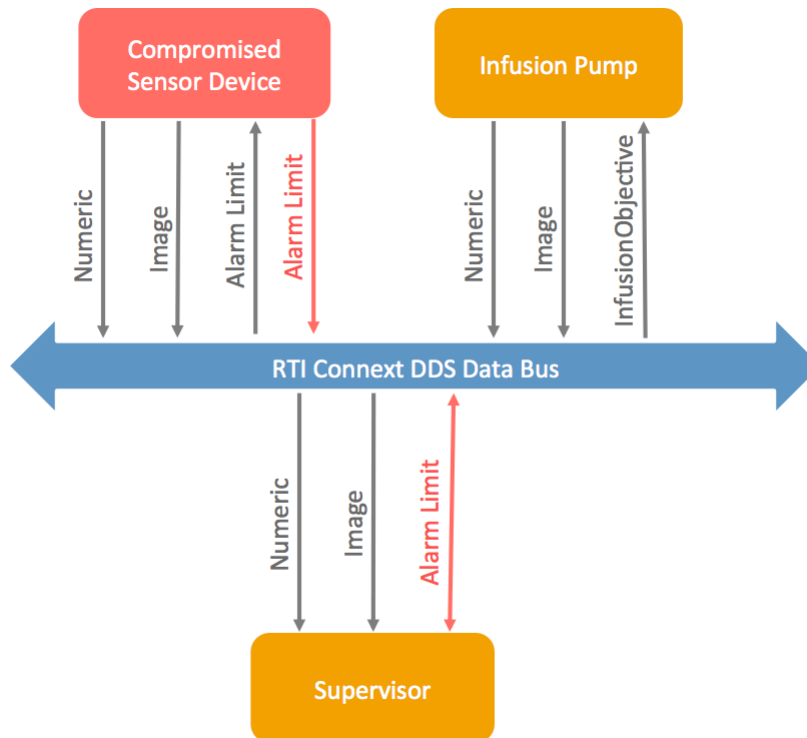 Compromised
Sensor Device
Infusion Pump
Numeric
Image
Alarm Limit
Alarm Limit
Numeric
Image
InfusionObjective
RTI Connext DDS Data Bus
Numeric
Image
Alarm Limit
Supervisor